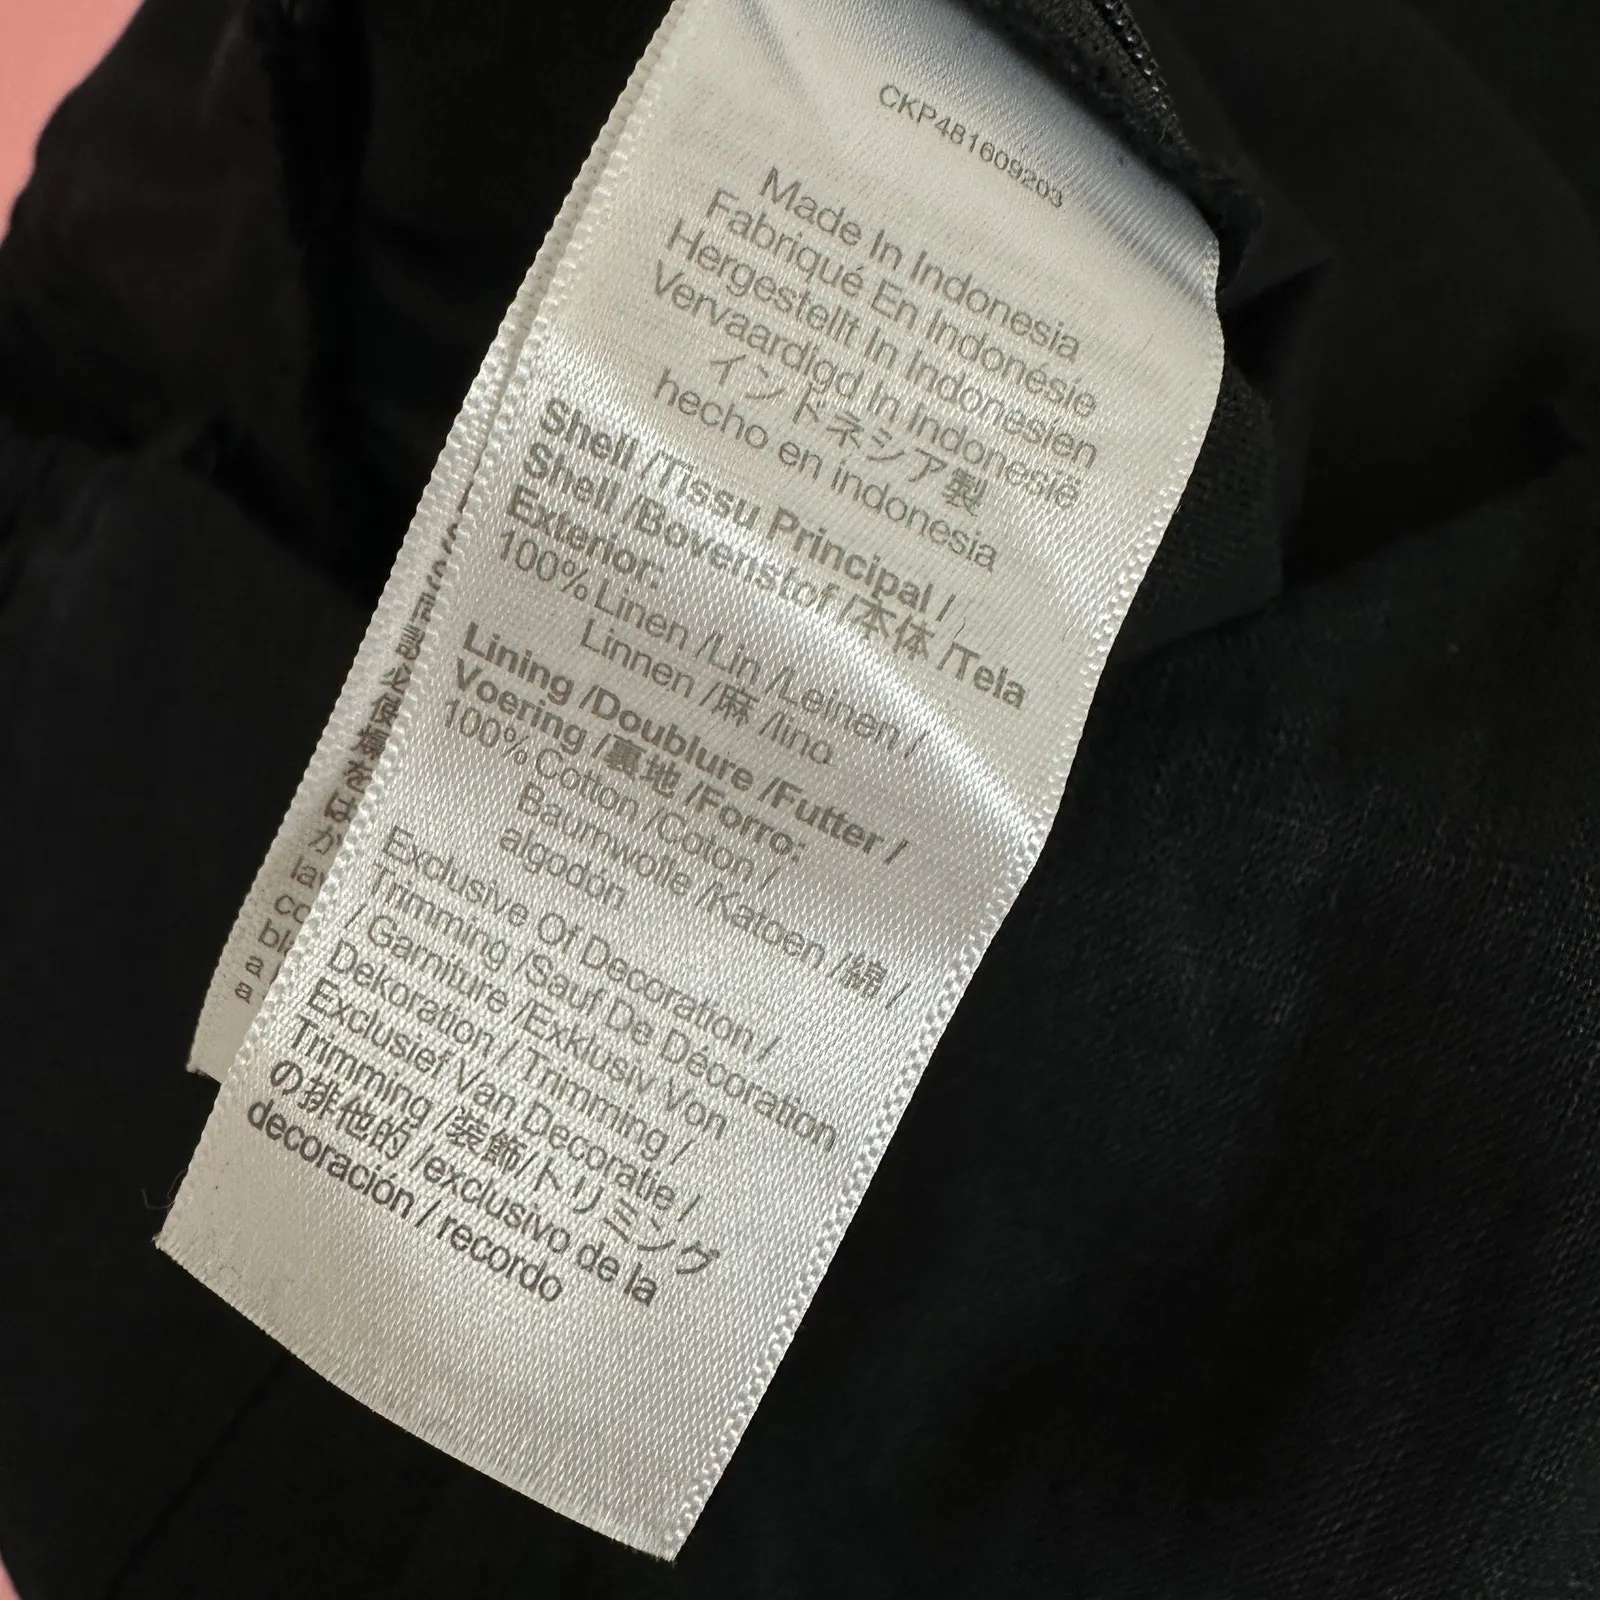 CKP481609203
Made In Indonesia
Fabriqué En Indonésie
Hergestellt In Indonesien
Vervaardigd In Indonesië
インドネシア製
hecho en indonesia
Shell /Tissu Principal /
Shell /Bovenstof /本体 /Tela
Exterior:
100% Linen /Lin /Leinen /
Linnen /麻 /lino
Lining /Doublure /Futter /
Voering /裏地 /Forro:
100% Cotton /Coton /
Baumwolle /Katoen /綿 /
algodón
Exclusive Of Decoration /
Trimming /Sauf De Décoration
/ Garniture /Exklusiv Von
Dekoration / Trimming /
Exclusief Van Decoratie /
Trimming /装飾/トリミング
の排他的 /exclusivo de la
decoración / recordo